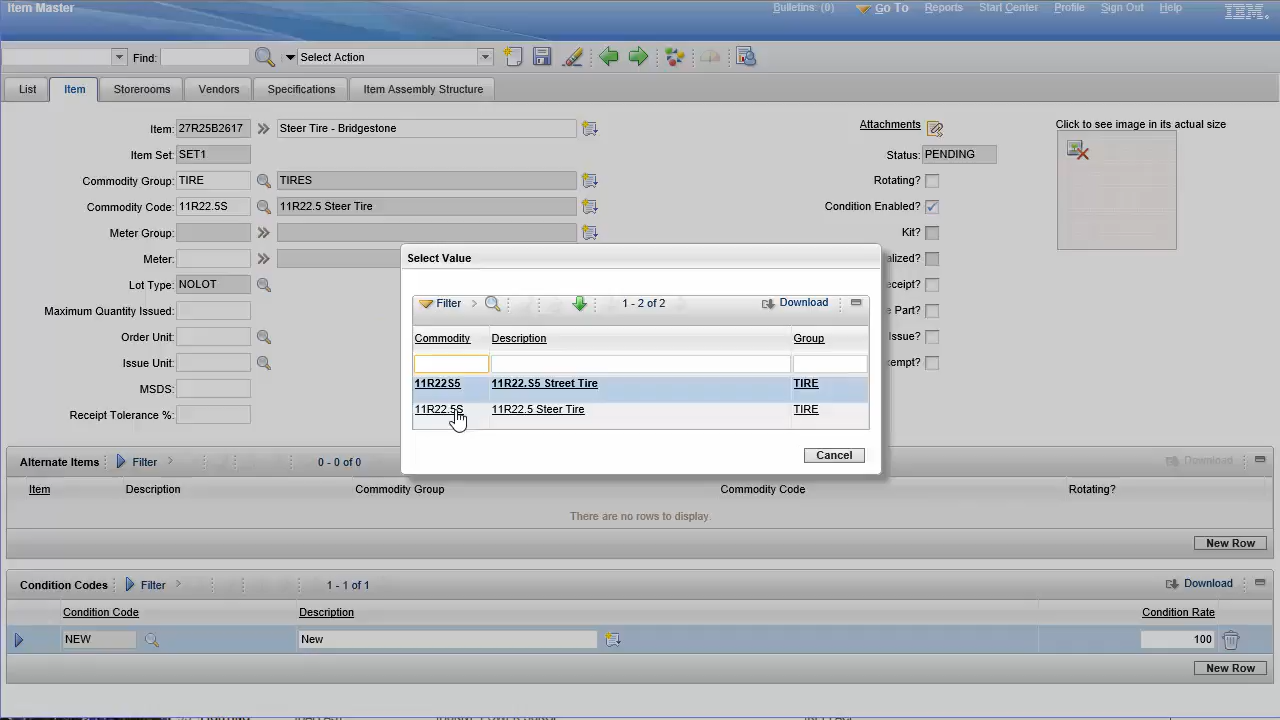 Item Master
Bulletins: (0) Go To Reports Start Center Profile Sign Out Help IBM.
Find: Select Action
List Item Storerooms Vendors Specifications Item Assembly Structure
Item: 27R25B2617 Steer Tire - Bridgestone
Attachments
Click to see image in its actual size
Item Set: SET1
Status: PENDING
Commodity Group: TIRE TIRES
Rotating?
Commodity Code: 11R22.5S 11R22.5 Steer Tire
Condition Enabled?
Meter Group:
Kit?
Meter:
alized?
Lot Type: NOLOT
ceipt?
Maximum Quantity Issued:
e Part?
Order Unit:
Issue?
Issue Unit:
empt?
MSDS:
Receipt Tolerance %:
Select Value
Filter 1 - 2 of 2 Download
Commodity Description Group
11R22S5 11R22.S5 Street Tire TIRE
11R22.5S 11R22.5 Steer Tire TIRE
Cancel
Alternate Items Filter 0 - 0 of 0 Download
Item Description Commodity Group Commodity Code Rotating?
There are no rows to display.
New Row
Condition Codes Filter 1 - 1 of 1 Download
Condition Code Description Condition Rate
NEW New 100
New Row